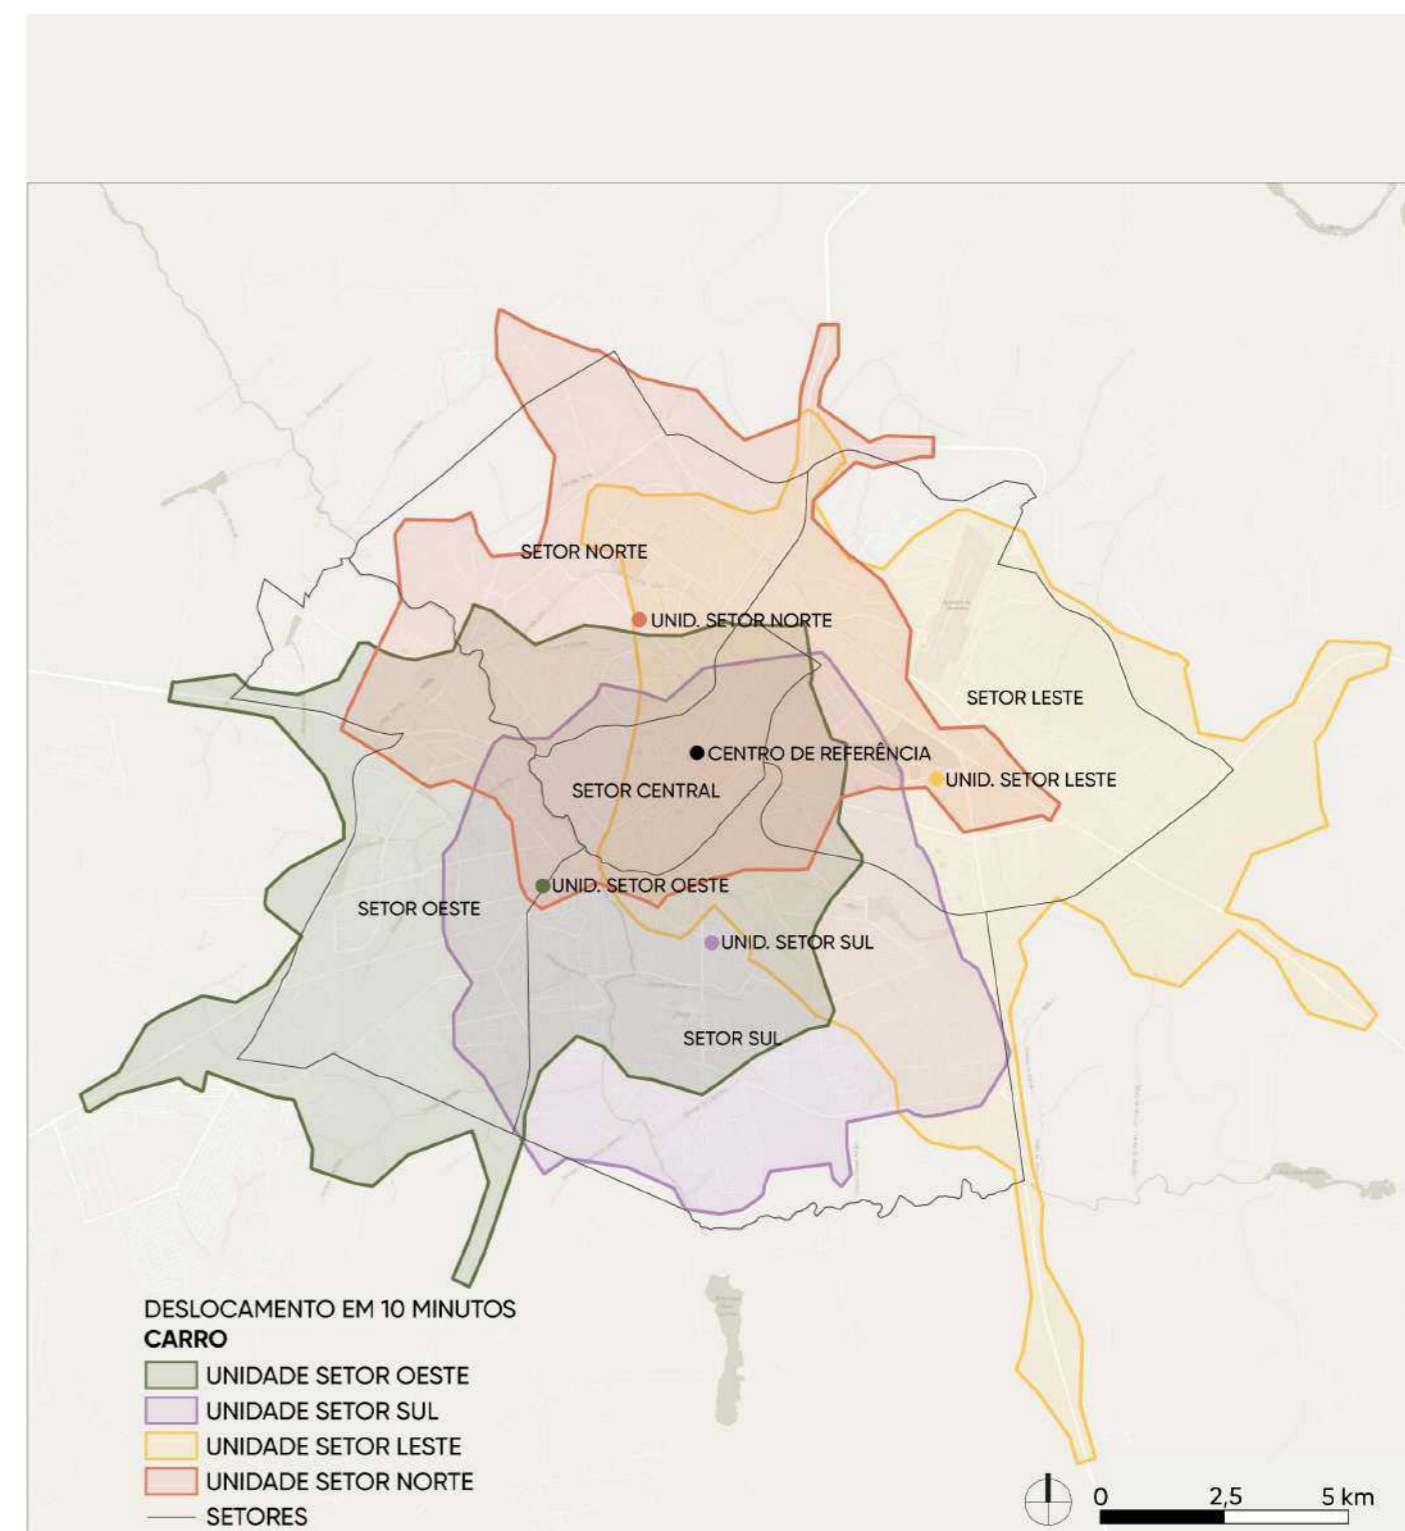 SETOR NORTE
UNID. SETOR NORTE
SETOR LESTE
CENTRO DE REFERÊNCIA
UNID. SETOR LESTE
SETOR CENTRAL
UNID. SETOR OESTE
SETOR OESTE
UNID. SETOR SUL
SETOR SUL
DESLOCAMENTO EM 10 MINUTOS
CARRO
UNIDADE SETOR OESTE
UNIDADE SETOR SUL
UNIDADE SETOR LESTE
UNIDADE SETOR NORTE
SETORES
0 2,5 5 km